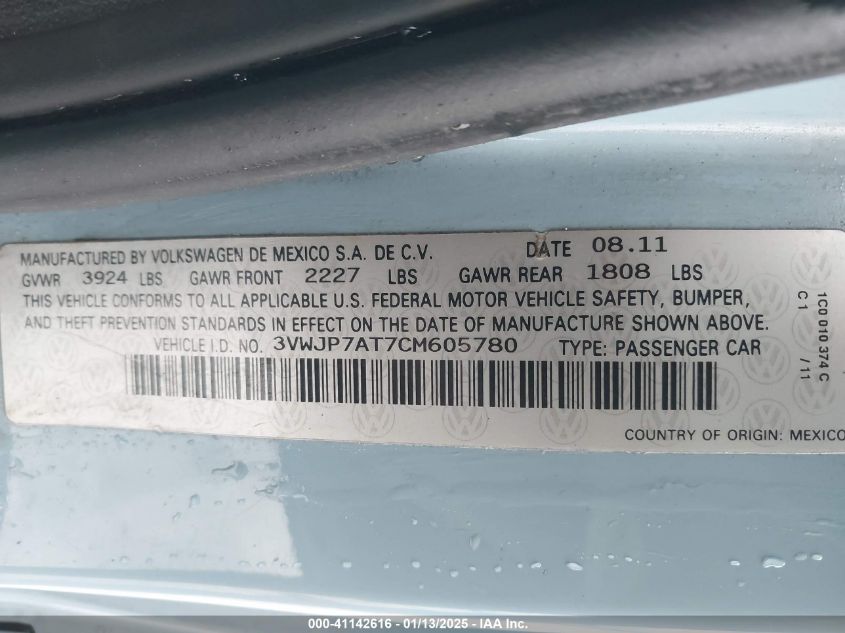 MANUFACTURED BY VOLKSWAGEN DE MEXICO S.A. DE C.V. DATE 08.11
GVWR 3924 LBS GAWR FRONT 2227 LBS GAWR REAR 1808 LBS
THIS VEHICLE CONFORMS TO ALL APPLICABLE U.S. FEDERAL MOTOR VEHICLE SAFETY, BUMPER,
AND THEFT PREVENTION STANDARDS IN EFFECT ON THE DATE OF MANUFACTURE SHOWN ABOVE.
VEHICLE I.D. NO. 3VWJP7AT7CM605780 TYPE: PASSENGER CAR
COUNTRY OF ORIGIN: MEXICO
1C0 010 374 C
C1 /11
000-41142616 - 01/13/2025 - IAA Inc.